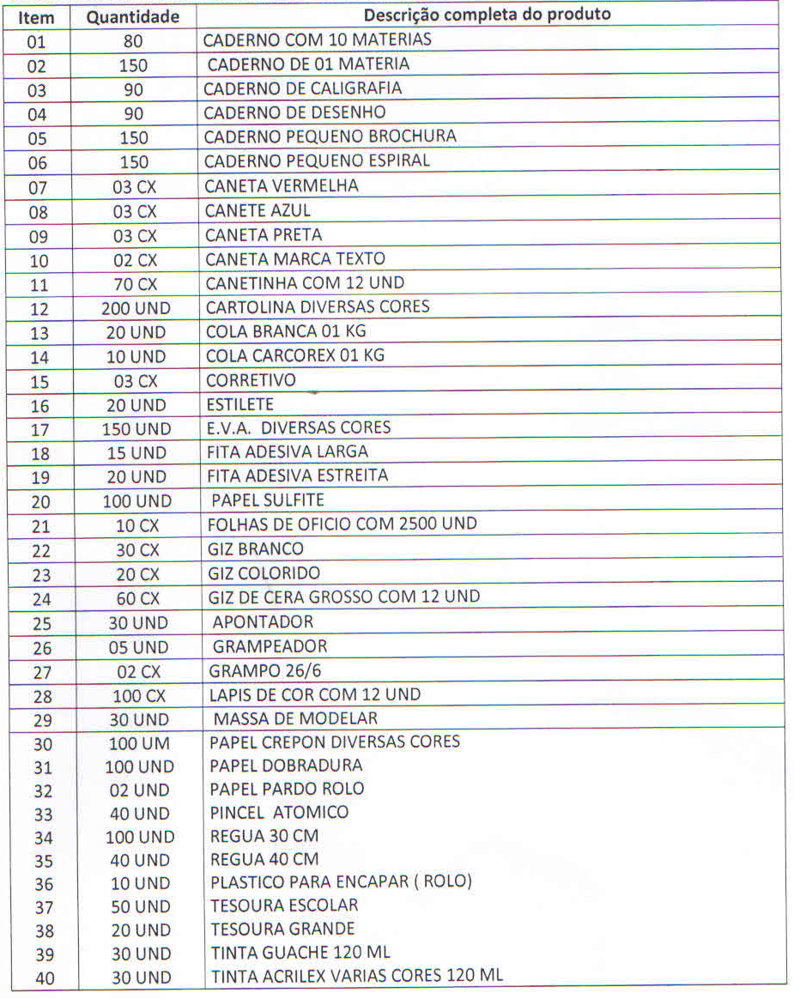 Item Quantidade Descrição completa do produto
01 80 CADERNO COM 10 MATERIAS
02 150 CADERNO DE 01 MATERIA
03 90 CADERNO DE CALIGRAFIA
04 90 CADERNO DE DESENHO
05 150 CADERNO PEQUENO BROCHURA
06 150 CADERNO PEQUENO ESPIRAL
07 03 CX CANETA VERMELHA
08 03 CX CANETE AZUL
09 03 CX CANETA PRETA
10 02 CX CANETA MARCA TEXTO
11 70 CX CANETINHA COM 12 UND
12 200 UND CARTOLINA DIVERSAS CORES
13 20 UND COLA BRANCA 01 KG
14 10 UND COLA CARCOREX 01 KG
15 03 CX CORRETIVO
16 20 UND ESTILETE
17 150 UND E.V.A. DIVERSAS CORES
18 15 UND FITA ADESIVA LARGA
19 20 UND FITA ADESIVA ESTREITA
20 100 UND PAPEL SULFITE
21 10 CX FOLHAS DE OFICIO COM 2500 UND
22 30 CX GIZ BRANCO
23 20 CX GIZ COLORIDO
24 60 CX GIZ DE CERA GROSSO COM 12 UND
25 30 UND APONTADOR
26 05 UND GRAMPEADOR
27 02 CX GRAMPO 26/6
28 100 CX LAPIS DE COR COM 12 UND
29 30 UND MASSA DE MODELAR
30 100 UM PAPEL CREPON DIVERSAS CORES
31 100 UND PAPEL DOBRADURA
32 02 UND PAPEL PARDO ROLO
33 40 UND PINCEL ATOMICO
34 100 UND REGUA 30 CM
35 40 UND REGUA 40 CM
36 10 UND PLASTICO PARA ENCAPAR ( ROLO)
37 50 UND TESOURA ESCOLAR
38 20 UND TESOURA GRANDE
39 30 UND TINTA GUACHE 120 ML
40 30 UND TINTA ACRILEX VARIAS CORES 120 ML